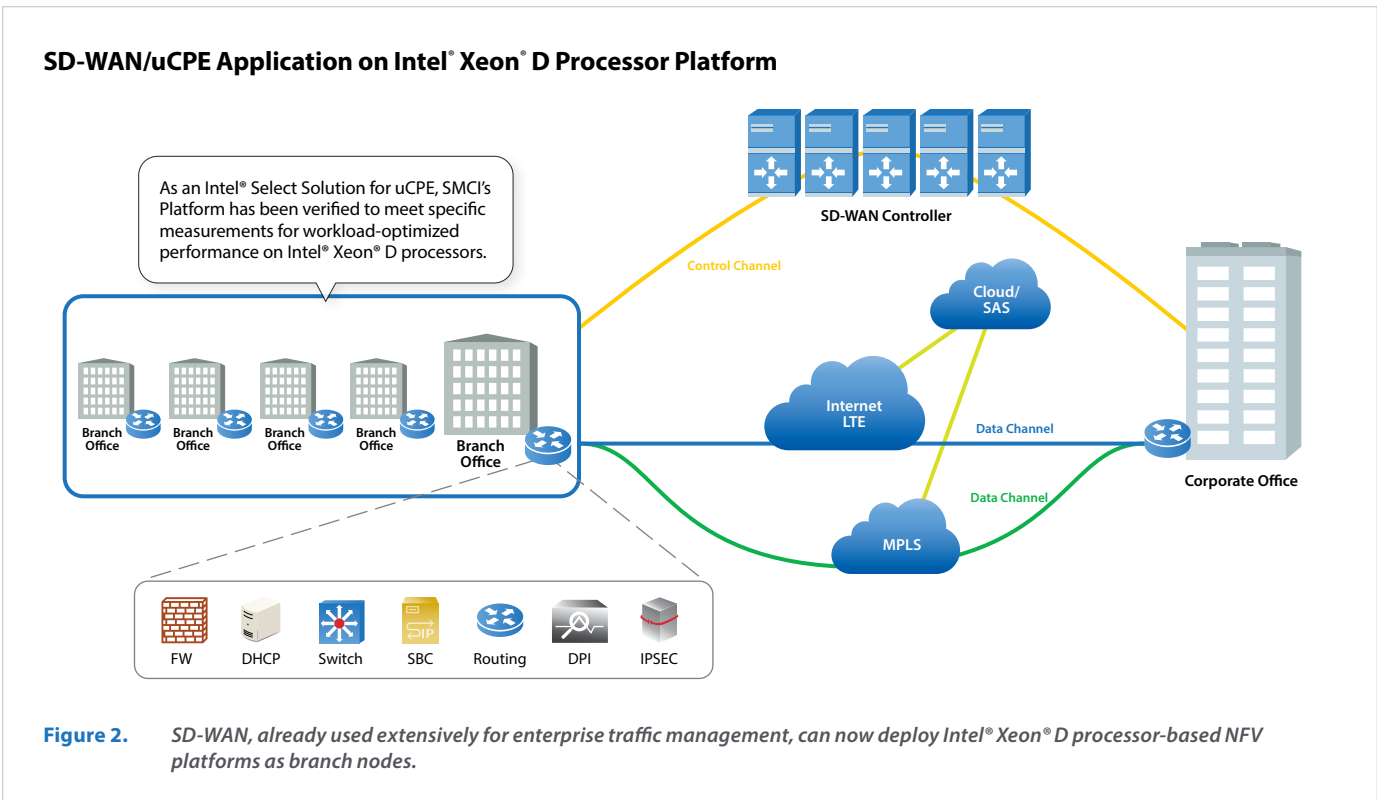 SD-WAN/uCPE Application on Intel® Xeon® D Processor Platform
As an Intel® Select Solution for uCPE, SMCI's
Platform has been verified to meet specific
measurements for workload-optimized
performance on Intel® Xeon® D processors.
SD-WAN Controller
Control Channel
Cloud/
SAS
Internet
LTE
Data Channel
Data Channel
MPLS
Corporate Office
Branch
Office
Branch
Office
Branch
Office
Branch
Office
Branch
Office
SIP
FW
DHCP
Switch
SBC
Routing
DPI
IPSEC
Figure 2. SD-WAN, already used extensively for enterprise traffic management, can now deploy Intel® Xeon® D processor-based NFV
platforms as branch nodes.